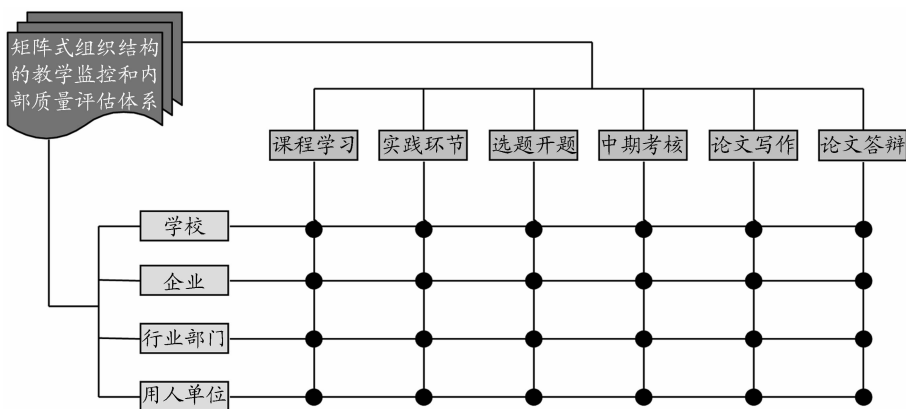 矩阵式组织结构
的教学监控和内
部质量评估体系
课程学习
实践环节
选题开题
中期考核
论文写作
论文答辩
学校
企业
行业部门
用人单位